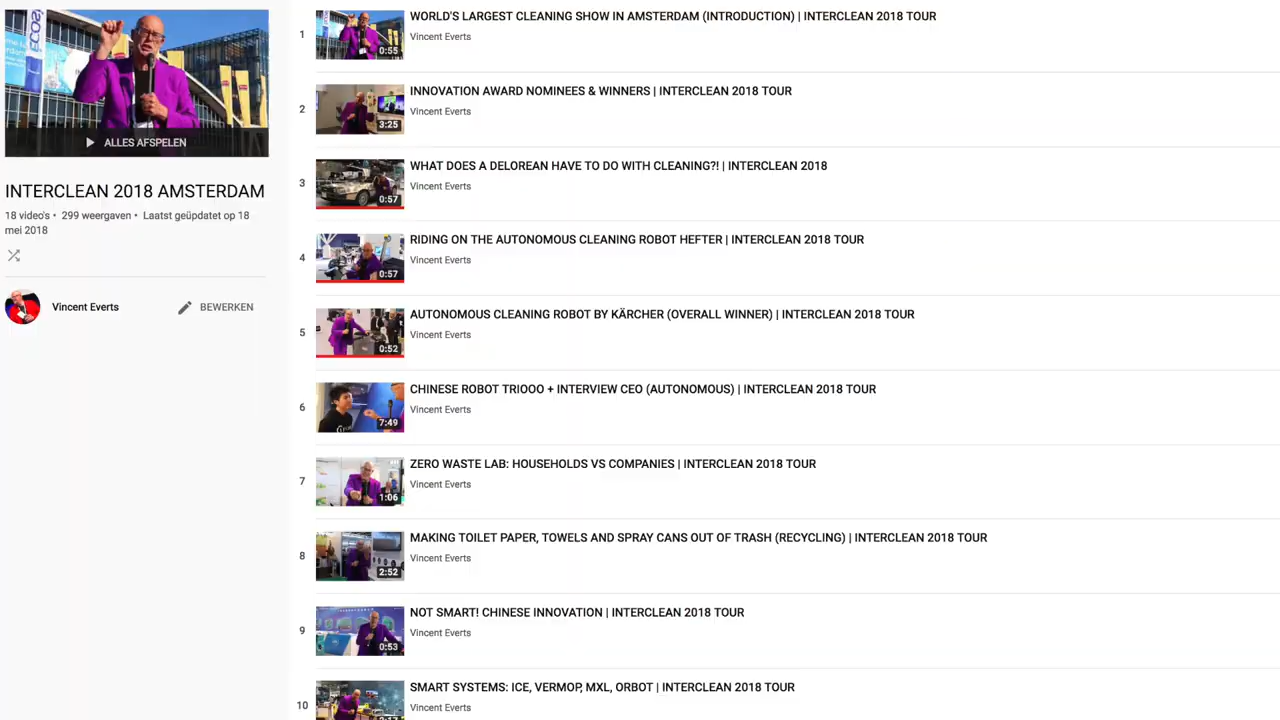 ALLES AFSPELEN
INTERCLEAN 2018 AMSTERDAM
18 video's • 299 weergaven • Laatst geüpdatet op 18
mei 2018
Vincent Everts
BEWERKEN
1
0:55
WORLD'S LARGEST CLEANING SHOW IN AMSTERDAM (INTRODUCTION) | INTERCLEAN 2018 TOUR
Vincent Everts
2
3:25
INNOVATION AWARD NOMINEES & WINNERS | INTERCLEAN 2018 TOUR
Vincent Everts
3
0:57
WHAT DOES A DELOREAN HAVE TO DO WITH CLEANING?! | INTERCLEAN 2018
Vincent Everts
4
0:57
RIDING ON THE AUTONOMOUS CLEANING ROBOT HEFTER | INTERCLEAN 2018 TOUR
Vincent Everts
5
0:52
AUTONOMOUS CLEANING ROBOT BY KÄRCHER (OVERALL WINNER) | INTERCLEAN 2018 TOUR
Vincent Everts
6
7:49
CHINESE ROBOT TRIOOO + INTERVIEW CEO (AUTONOMOUS) | INTERCLEAN 2018 TOUR
Vincent Everts
7
1:06
ZERO WASTE LAB: HOUSEHOLDS VS COMPANIES | INTERCLEAN 2018 TOUR
Vincent Everts
8
2:52
MAKING TOILET PAPER, TOWELS AND SPRAY CANS OUT OF TRASH (RECYCLING) | INTERCLEAN 2018 TOUR
Vincent Everts
9
0:53
NOT SMART! CHINESE INNOVATION | INTERCLEAN 2018 TOUR
Vincent Everts
10
SMART SYSTEMS: ICE, VERMOP, MXL, ORBOT | INTERCLEAN 2018 TOUR
Vincent Everts